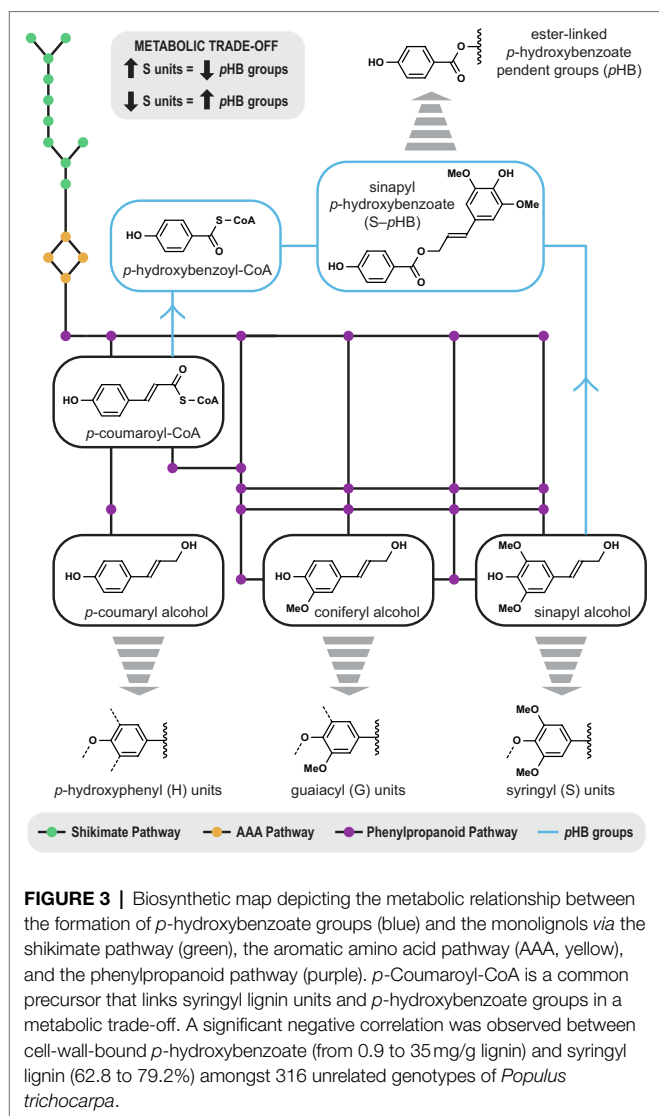 METABOLIC TRADE-OFF
⬆ S units = ⬇ pHB groups
⬇ S units = ⬆ pHB groups
ester-linked
p-hydroxybenzoate
pendent groups (pHB)
HO
O
O
S–CoA
HO
O
p-hydroxybenzoyl-CoA
sinapyl
p-hydroxybenzoate
(S–pHB)
MeO
OH
OMe
O
HO
O
O
HO
S–CoA
p-coumaroyl-CoA
OH
HO
p-coumaryl alcohol
OH
HO
MeO
coniferyl alcohol
MeO
OH
HO
MeO
sinapyl alcohol
O
p-hydroxyphenyl (H) units
O
MeO
guaiacyl (G) units
MeO
O
MeO
syringyl (S) units
Shikimate Pathway
AAA Pathway
Phenylpropanoid Pathway
pHB groups
FIGURE 3 | Biosynthetic map depicting the metabolic relationship between
the formation of p-hydroxybenzoate groups (blue) and the monolignols via the
shikimate pathway (green), the aromatic amino acid pathway (AAA, yellow),
and the phenylpropanoid pathway (purple). p-Coumaroyl-CoA is a common
precursor that links syringyl lignin units and p-hydroxybenzoate groups in a
metabolic trade-off. A significant negative correlation was observed between
cell-wall-bound p-hydroxybenzoate (from 0.9 to 35 mg/g lignin) and syringyl
lignin (62.8 to 79.2%) amongst 316 unrelated genotypes of Populus
trichocarpa.